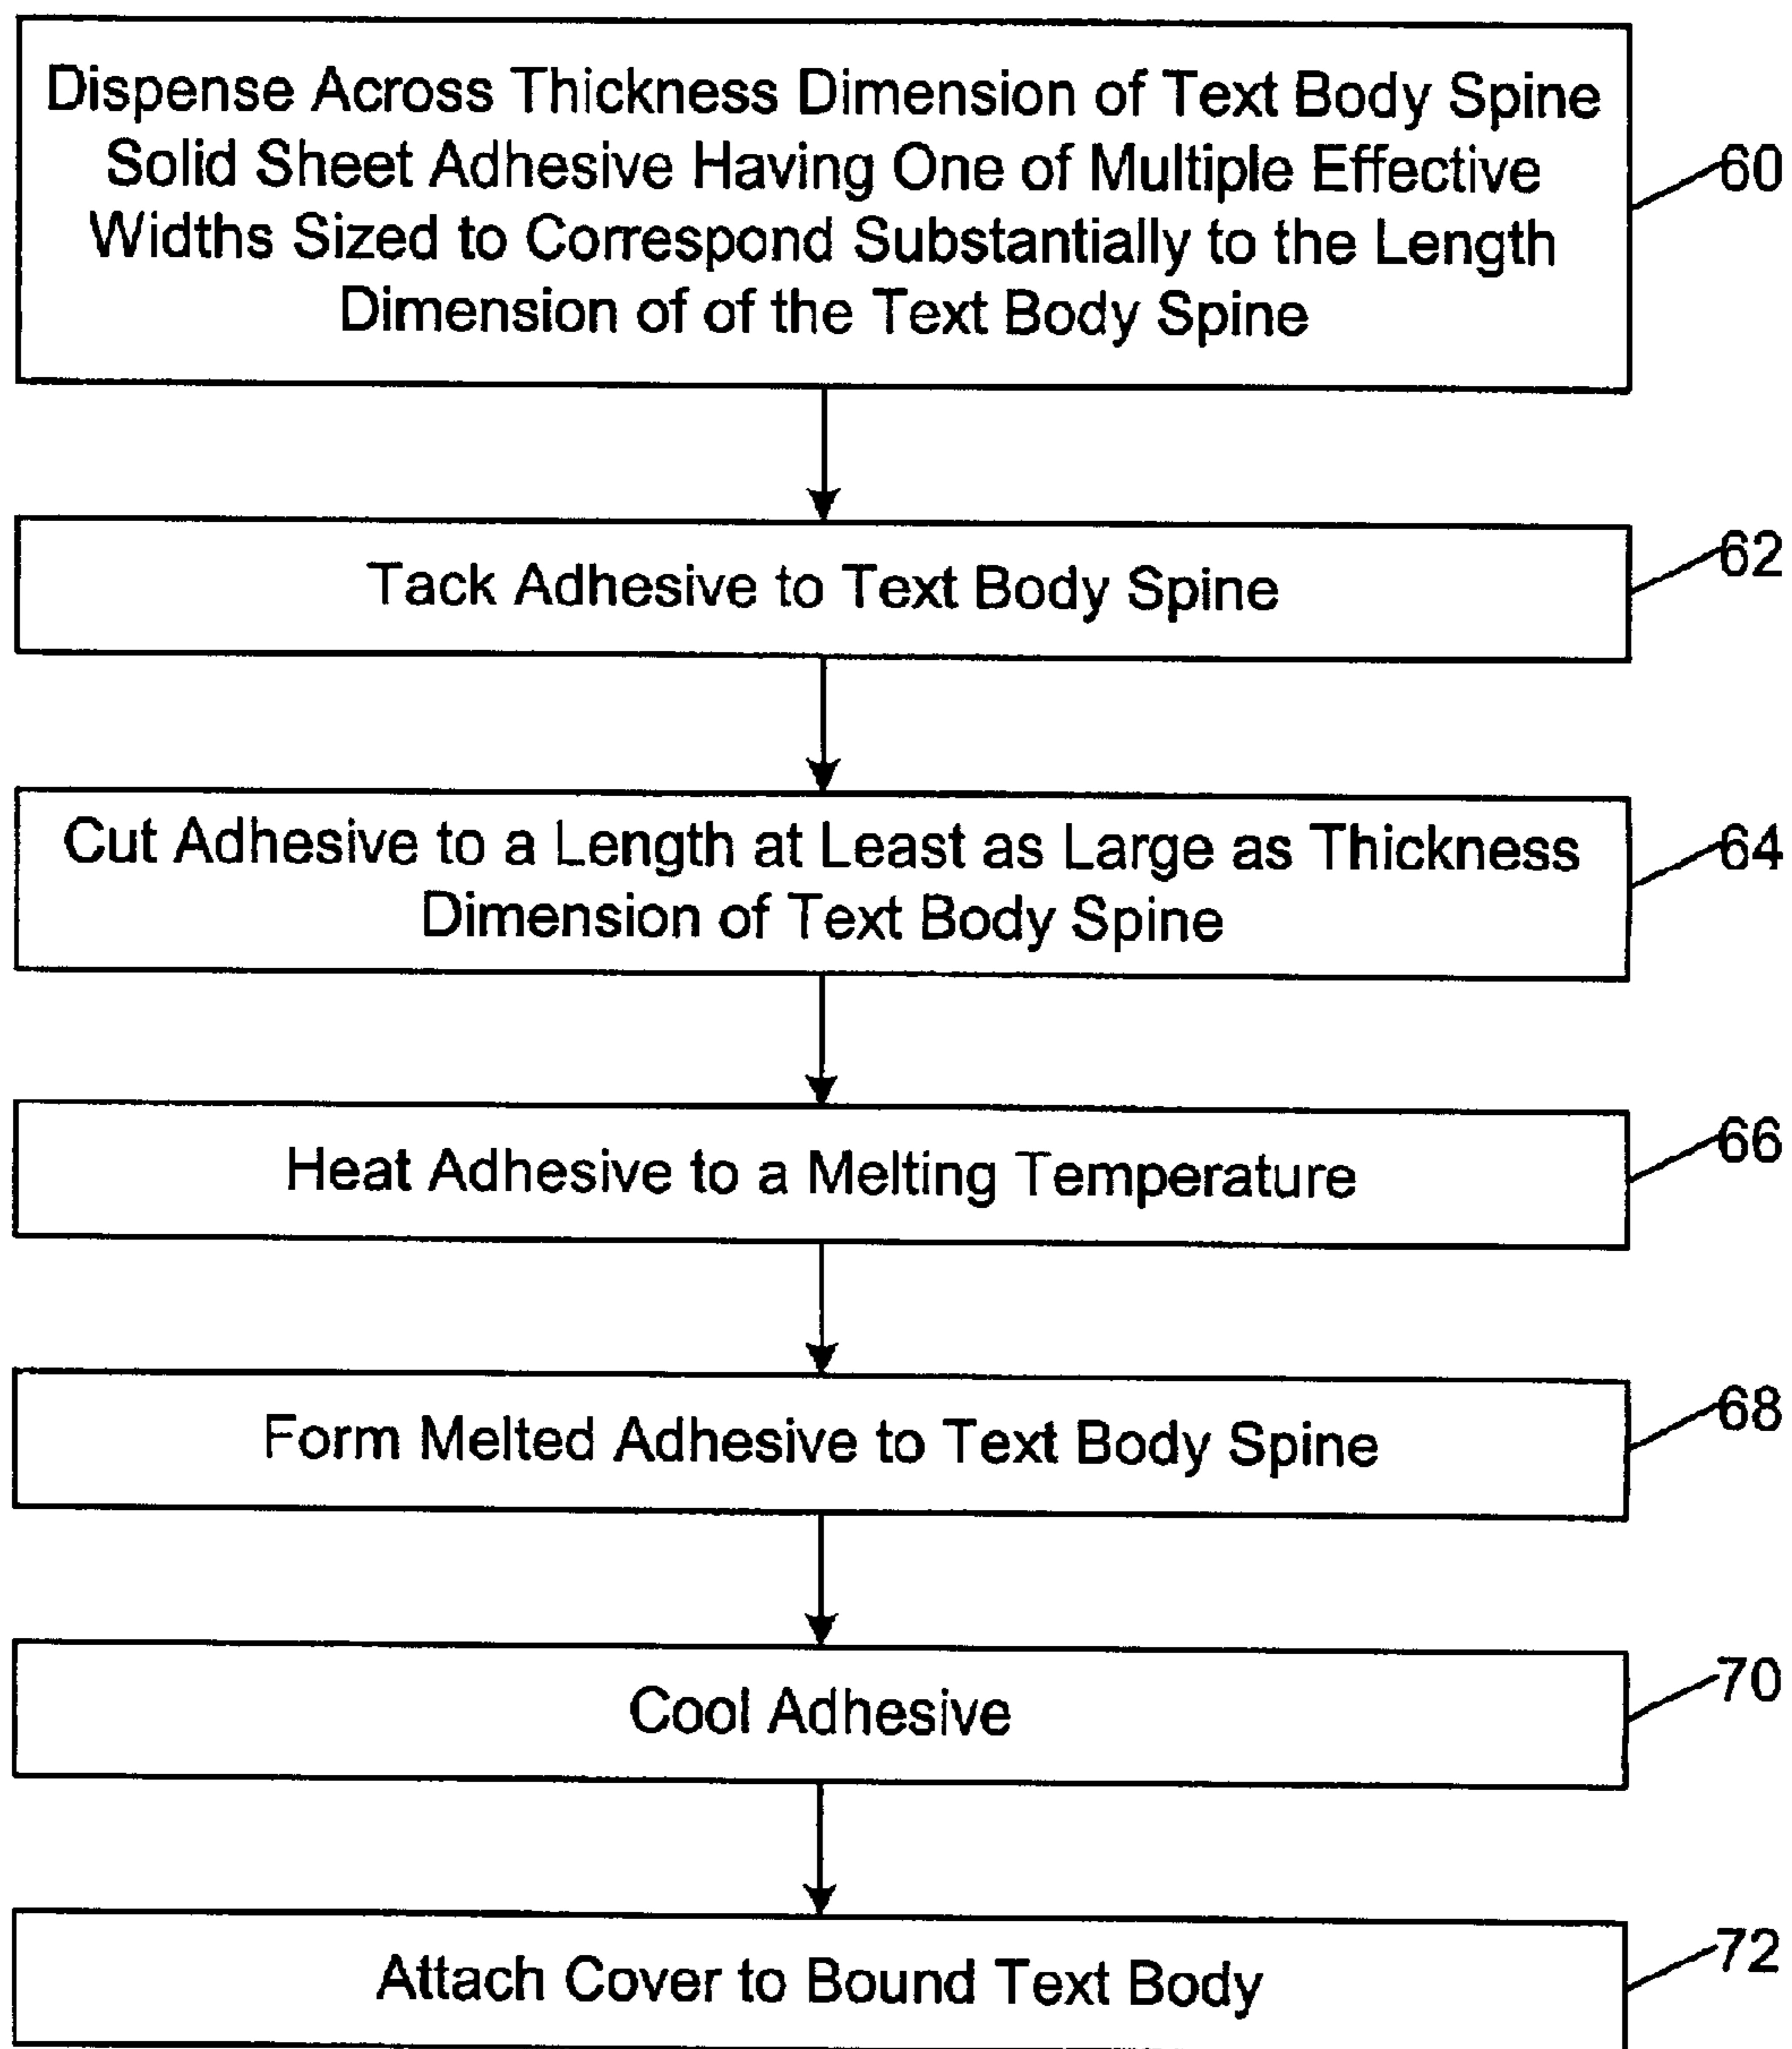 Dispense Across Thickness Dimension of Text Body Spine
Solid Sheet Adhesive Having One of Multiple Effective
Widths Sized to Correspond Substantially to the Length
Dimension of of the Text Body Spine
60
Tack Adhesive to Text Body Spine
62
Cut Adhesive to a Length at Least as Large as Thickness
Dimension of Text Body Spine
64
Heat Adhesive to a Melting Temperature
66
Form Melted Adhesive to Text Body Spine
68
Cool Adhesive
70
Attach Cover to Bound Text Body
72